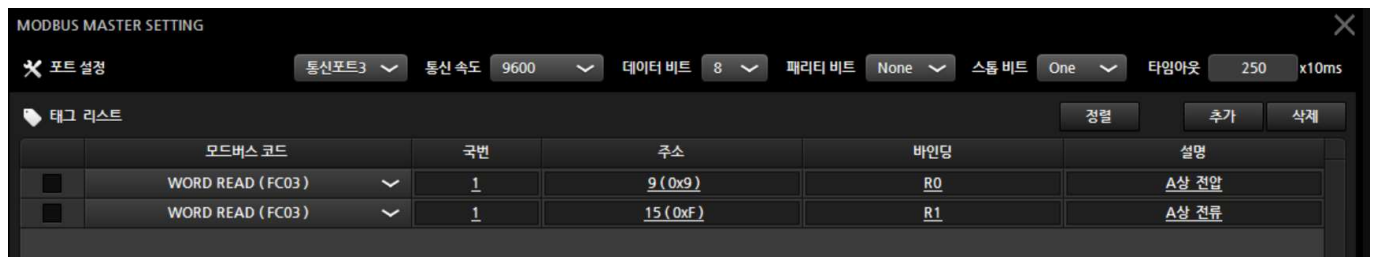 MODBUS MASTER SETTING
포트 설정 통신포트3 통신 속도 9600 데이터 비트 8 패리티 비트 None 스톱 비트 One 타임아웃 250 x10ms
태그 리스트 정렬 추가 삭제
모드버스 코드 국번 주소 바인딩 설명
WORD READ ( FC03 ) 1 9 ( 0x9 ) R0 A상 전압
WORD READ ( FC03 ) 1 15 ( 0xF ) R1 A상 전류